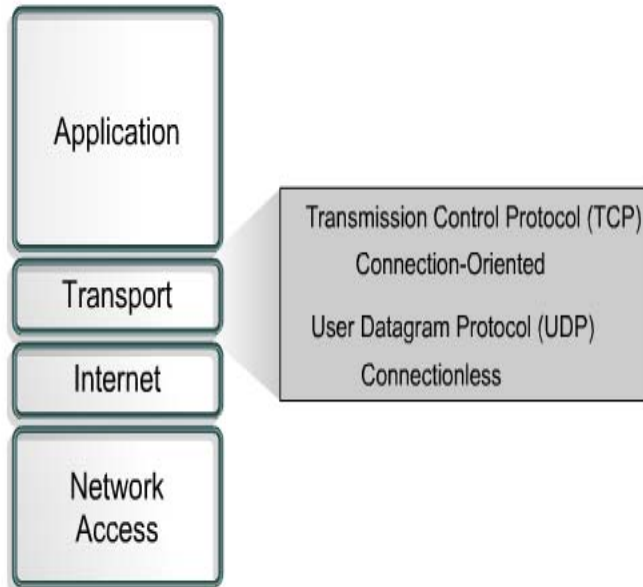 Application
Transport
Internet
Network
Access
Transmission Control Protocol (TCP)
Connection-Oriented
User Datagram Protocol (UDP)
Connectionless